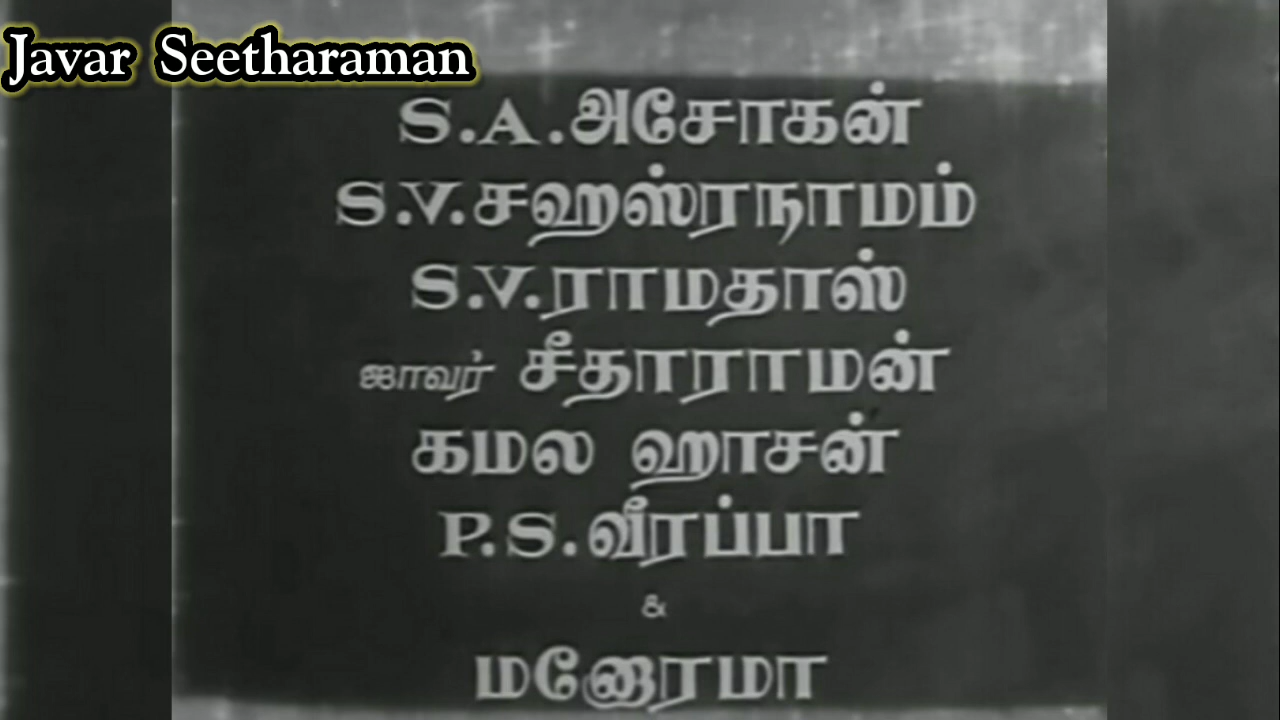 Javar Seetharaman
S.A.அசோகன்
S.V.சஹஸ்ரநாமம்
S.V.ராமதாஸ்
ஜாவர் சீதாராமன்
கமல ஹாசன்
P.S.வீரப்பா
&
மனோரமா